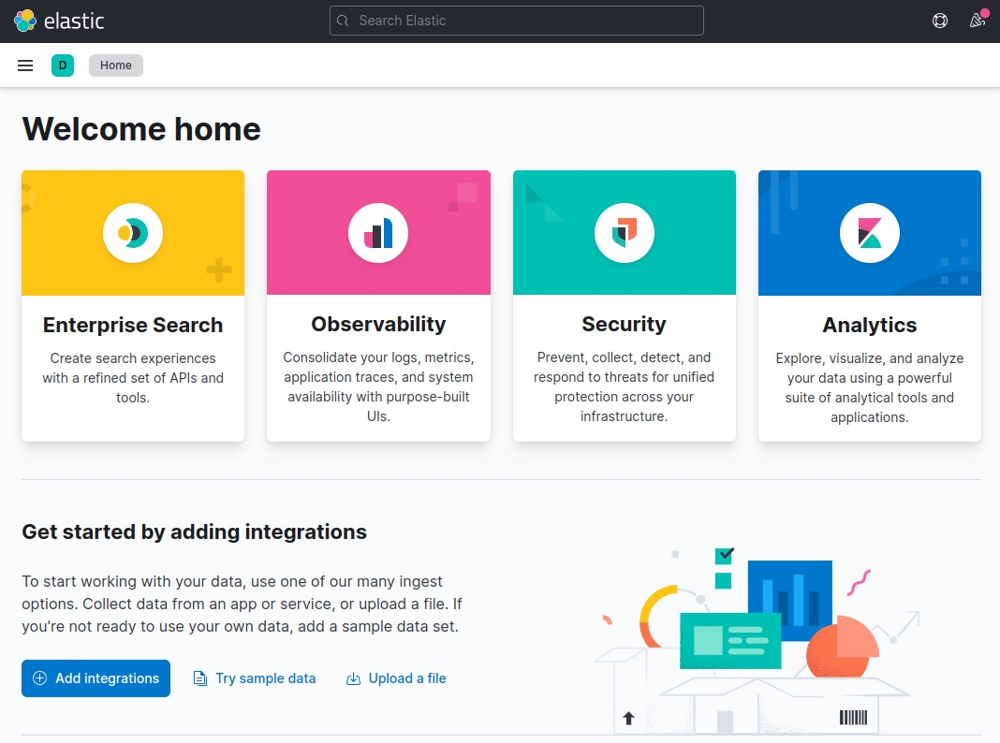 elastic
Search Elastic
D
Home
Welcome home
Enterprise Search
Create search experiences
with a refined set of APIs and
tools.
Observability
Consolidate your logs, metrics,
application traces, and system
availability with purpose-built
UIs.
Security
Prevent, collect, detect, and
respond to threats for unified
protection across your
infrastructure.
Analytics
Explore, visualize, and analyze
your data using a powerful
suite of analytical tools and
applications.
Get started by adding integrations
To start working with your data, use one of our many ingest
options. Collect data from an app or service, or upload a file. If
you're not ready to use your own data, add a sample data set.
Add integrations
Try sample data
Upload a file